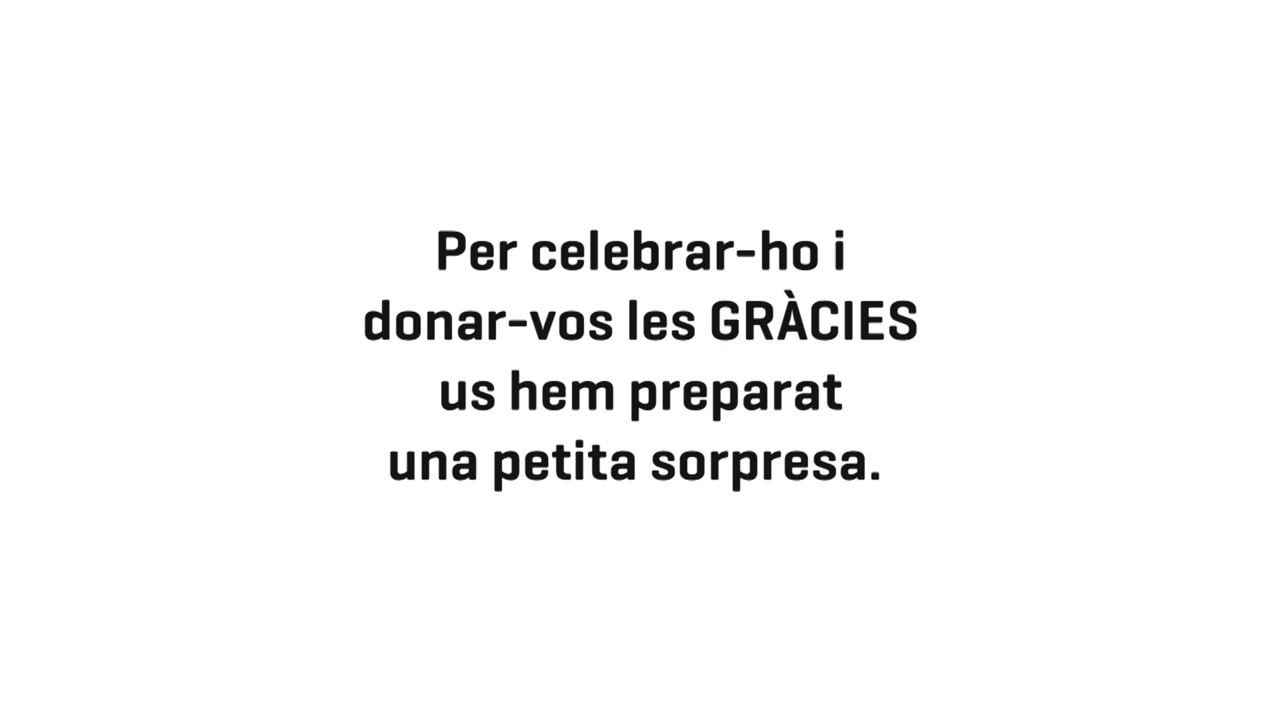 Per celebrar-ho i
donar-vos les GRÀCIES
us hem preparat
una petita sorpresa.